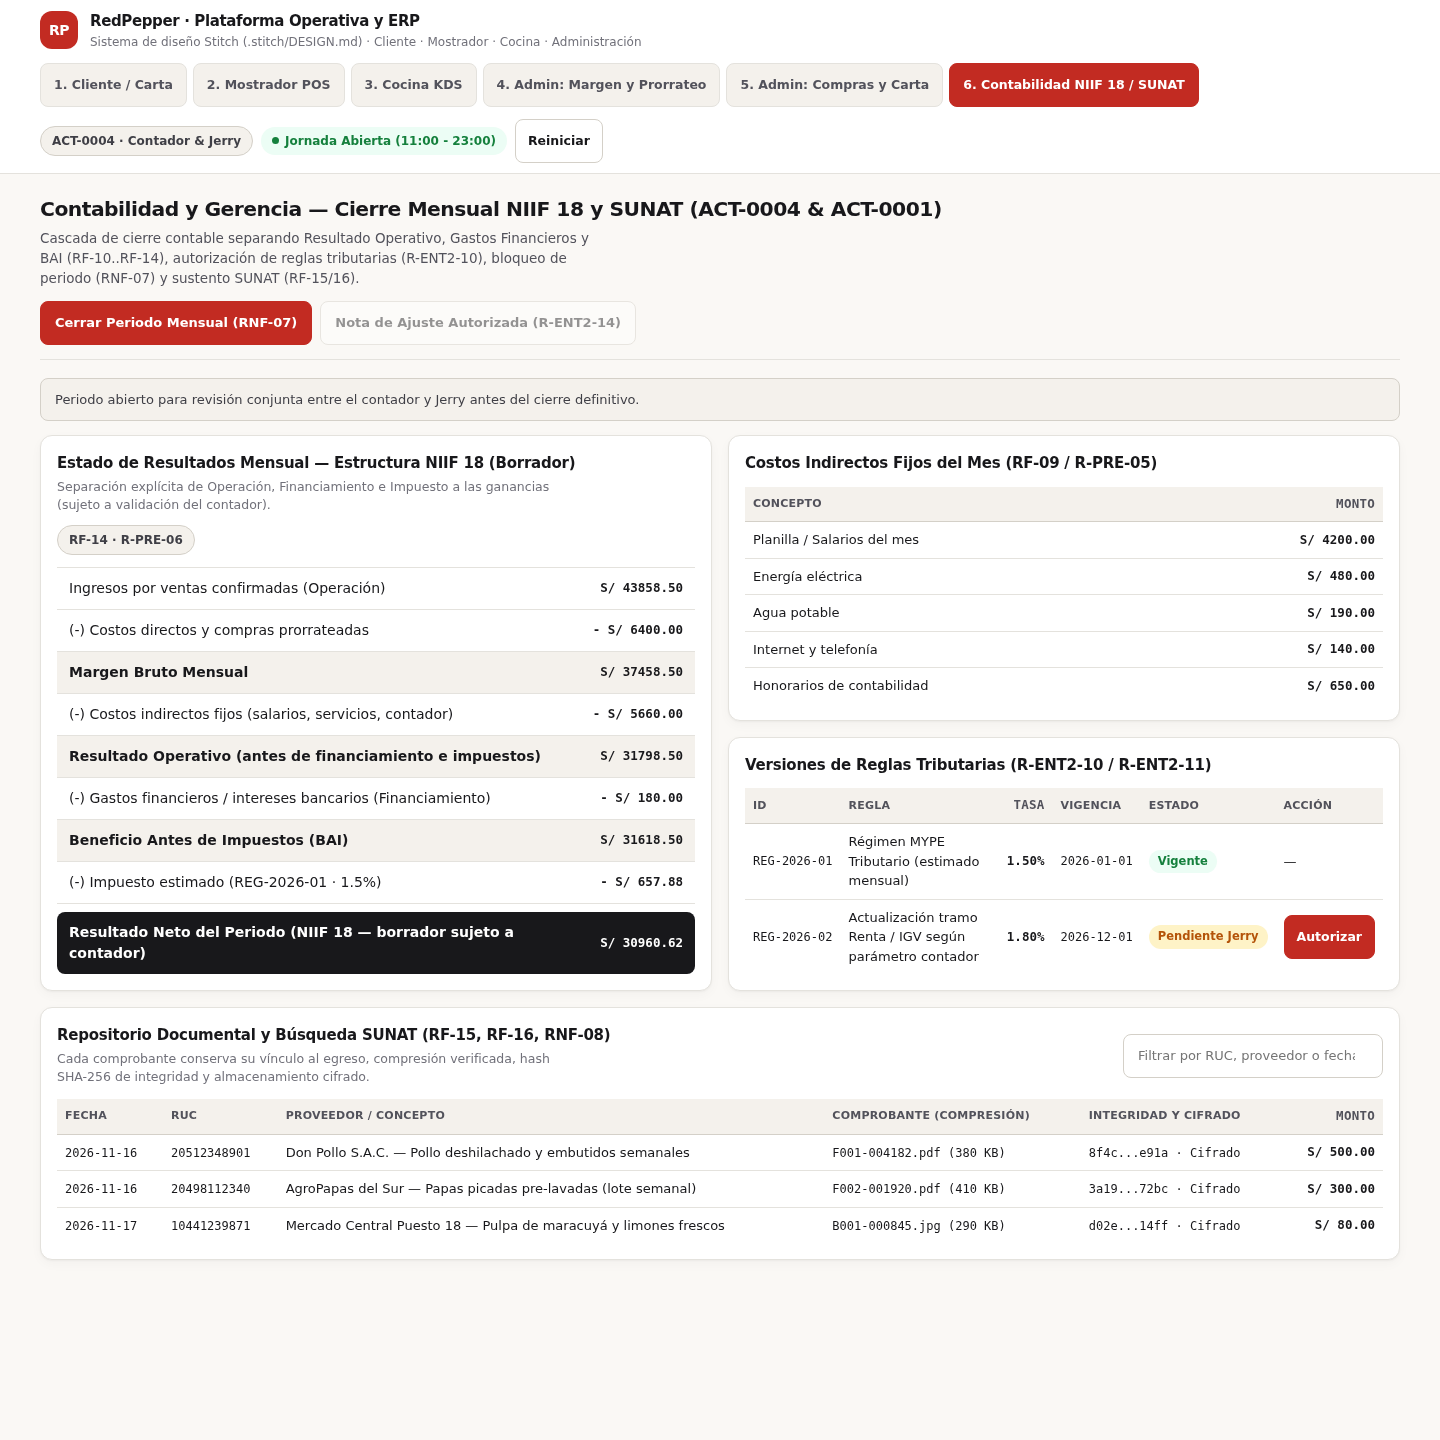 RP
RedPepper · Plataforma Operativa y ERP
Sistema de diseño Stitch (.stitch/DESIGN.md) · Cliente · Mostrador · Cocina · Administración
1. Cliente / Carta
2. Mostrador POS
3. Cocina KDS
4. Admin: Margen y Prorrateo
5. Admin: Compras y Carta
6. Contabilidad NIIF 18 / SUNAT
ACT-0004 · Contador & Jerry
Jornada Abierta (11:00 - 23:00)
Reiniciar
Contabilidad y Gerencia — Cierre Mensual NIIF 18 y SUNAT (ACT-0004 & ACT-0001)
Cascada de cierre contable separando Resultado Operativo, Gastos Financieros y
BAI (RF-10..RF-14), autorización de reglas tributarias (R-ENT2-10), bloqueo de
periodo (RNF-07) y sustento SUNAT (RF-15/16).
Cerrar Periodo Mensual (RNF-07)
Nota de Ajuste Autorizada (R-ENT2-14)
Periodo abierto para revisión conjunta entre el contador y Jerry antes del cierre definitivo.
Estado de Resultados Mensual — Estructura NIIF 18 (Borrador)
Separación explícita de Operación, Financiamiento e Impuesto a las ganancias
(sujeto a validación del contador).
RF-14 · R-PRE-06
Ingresos por ventas confirmadas (Operación) S/ 43858.50
(-) Costos directos y compras prorrateadas - S/ 6400.00
Margen Bruto Mensual S/ 37458.50
(-) Costos indirectos fijos (salarios, servicios, contador) - S/ 5660.00
Resultado Operativo (antes de financiamiento e impuestos) S/ 31798.50
(-) Gastos financieros / intereses bancarios (Financiamiento) - S/ 180.00
Beneficio Antes de Impuestos (BAI) S/ 31618.50
(-) Impuesto estimado (REG-2026-01 · 1.5%) - S/ 657.88
Resultado Neto del Periodo (NIIF 18 — borrador sujeto a
contador) S/ 30960.62
Costos Indirectos Fijos del Mes (RF-09 / R-PRE-05)
CONCEPTO MONTO
Planilla / Salarios del mes S/ 4200.00
Energía eléctrica S/ 480.00
Agua potable S/ 190.00
Internet y telefonía S/ 140.00
Honorarios de contabilidad S/ 650.00
Versiones de Reglas Tributarias (R-ENT2-10 / R-ENT2-11)
ID REGLA TASA VIGENCIA ESTADO ACCIÓN
Régimen MYPE
REG-2026-01 Tributario (estimado 1.50% 2026-01-01 Vigente —
mensual)
Actualización tramo
REG-2026-02 Renta / IGV según 1.80% 2026-12-01 Pendiente Jerry Autorizar
parámetro contador
Repositorio Documental y Búsqueda SUNAT (RF-15, RF-16, RNF-08)
Cada comprobante conserva su vínculo al egreso, compresión verificada, hash
SHA-256 de integridad y almacenamiento cifrado.
Filtrar por RUC, proveedor o fecha
FECHA RUC PROVEEDOR / CONCEPTO COMPROBANTE (COMPRESIÓN) INTEGRIDAD Y CIFRADO MONTO
2026-11-16 20512348901 Don Pollo S.A.C. — Pollo deshilachado y embutidos semanales F001-004182.pdf (380 KB) 8f4c...e91a · Cifrado S/ 500.00
2026-11-16 20498112340 AgroPapas del Sur — Papas picadas pre-lavadas (lote semanal) F002-001920.pdf (410 KB) 3a19...72bc · Cifrado S/ 300.00
2026-11-17 10441239871 Mercado Central Puesto 18 — Pulpa de maracuyá y limones frescos B001-000845.jpg (290 KB) d02e...14ff · Cifrado S/ 80.00